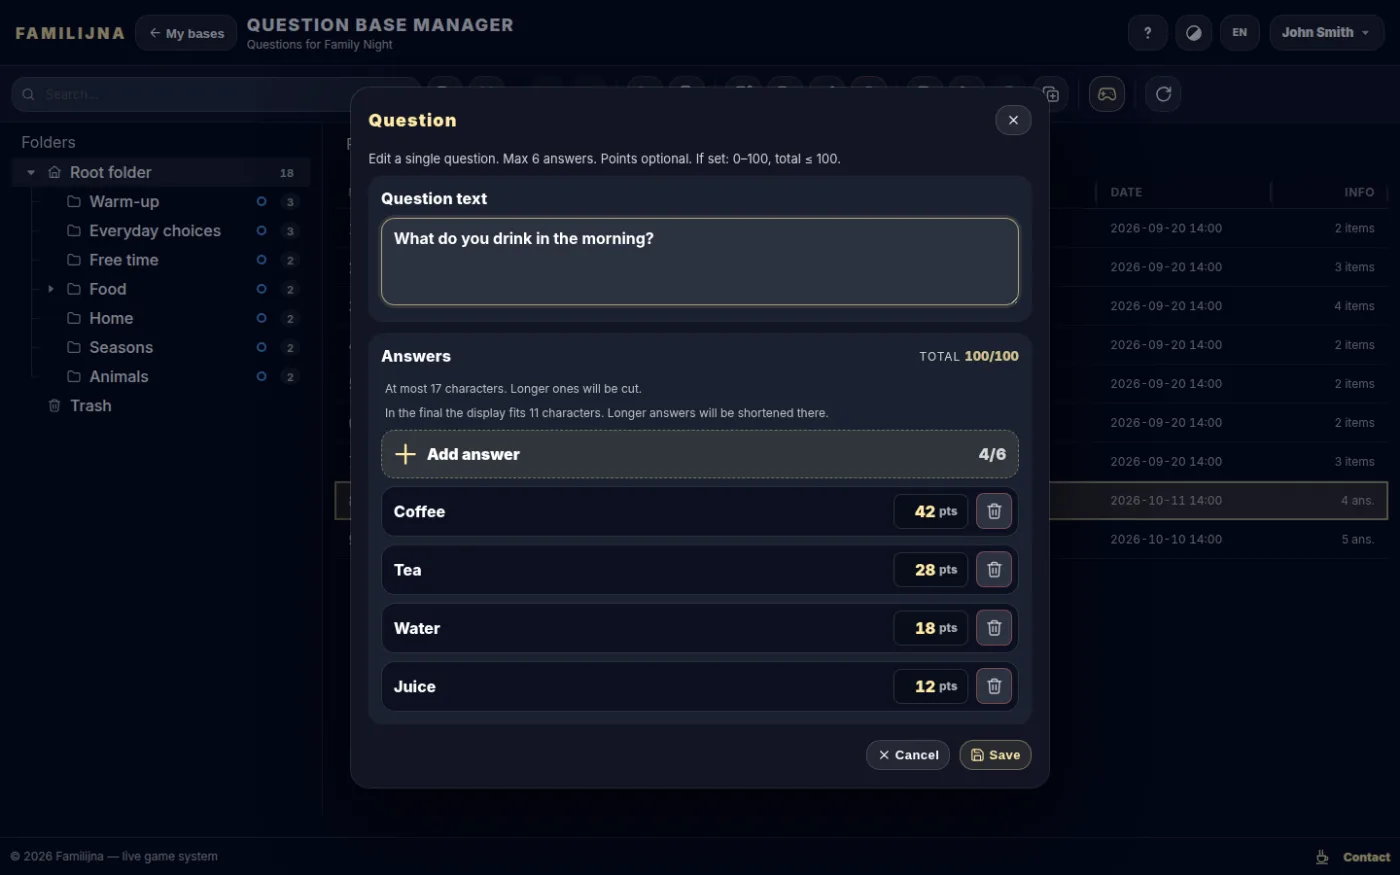 FAMILIJNA
← My bases
QUESTION BASE MANAGER
Questions for Family Night
?
EN
John Smith
Search...
Folders
Root folder 18
Warm-up 3
Everyday choices 3
Free time 2
Food 2
Home 2
Seasons 2
Animals 2
Trash
Question
Edit a single question. Max 6 answers. Points optional. If set: 0–100, total ≤ 100.
Question text
What do you drink in the morning?
Answers
TOTAL 100/100
At most 17 characters. Longer ones will be cut.
In the final the display fits 11 characters. Longer answers will be shortened there.
Add answer 4/6
Coffee 42 pts
Tea 28 pts
Water 18 pts
Juice 12 pts
Cancel
Save
DATE INFO
2026-09-20 14:00 2 items
2026-09-20 14:00 3 items
2026-09-20 14:00 4 items
2026-09-20 14:00 2 items
2026-09-20 14:00 2 items
2026-09-20 14:00 2 items
2026-09-20 14:00 3 items
2026-10-11 14:00 4 ans.
2026-10-10 14:00 5 ans.
© 2026 Familijna — live game system
Contact